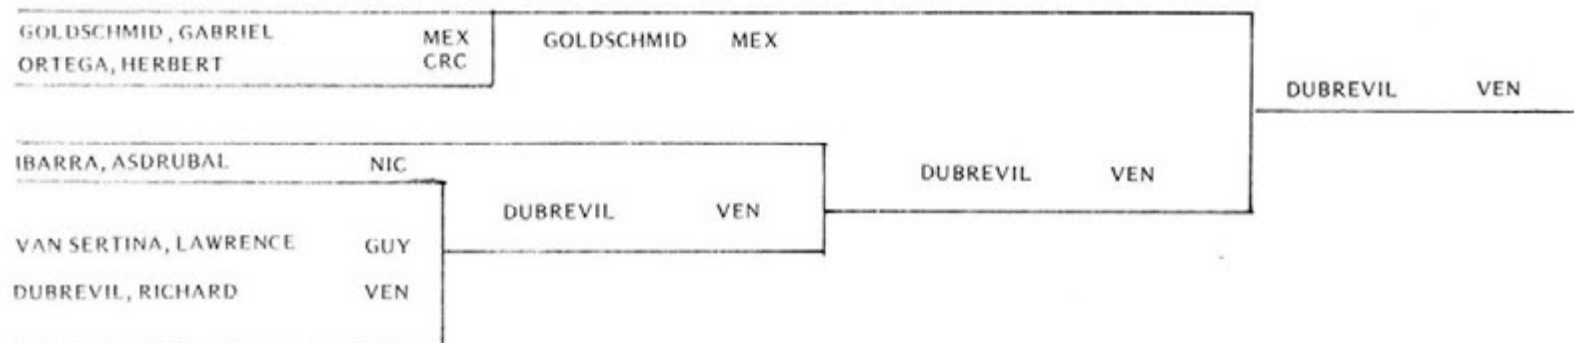 GOLDSCHMID, GABRIEL MEX
ORTEGA, HERBERT CRC
GOLDSCHMID MEX
DUBREVIL VEN
IBARRA, ASDRUBAL NIC
DUBREVIL VEN
DUBREVIL VEN
VAN SERTINA, LAWRENCE GUY
DUBREVIL, RICHARD VEN